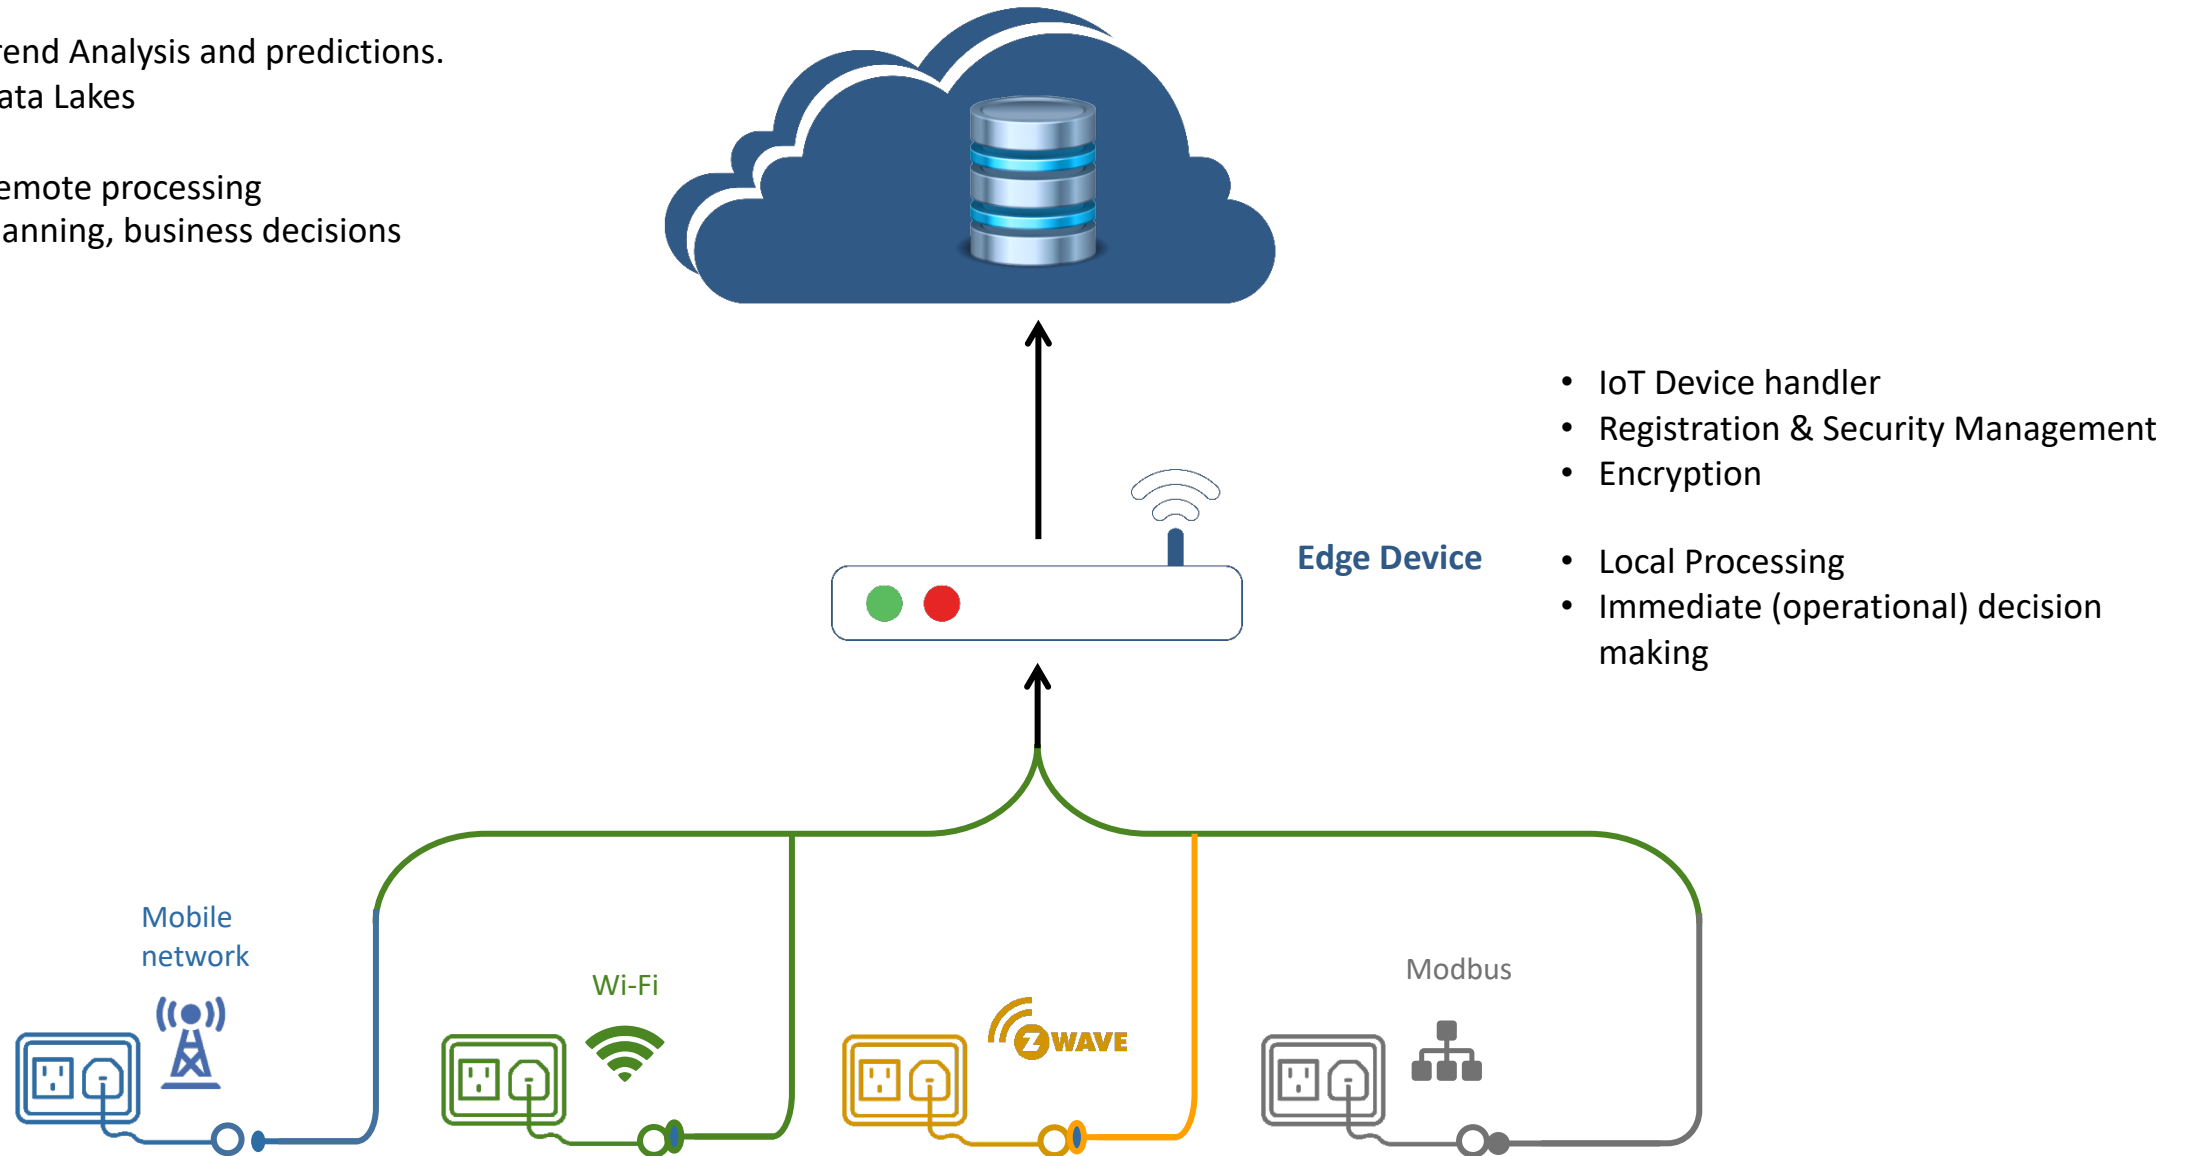 rend Analysis and predictions.
ata Lakes
emote processing
anning, business decisions
• IoT Device handler
• Registration & Security Management
• Encryption
Edge Device
• Local Processing
• Immediate (operational) decision
making
Mobile
network
Wi-Fi
Z WAVE
Modbus